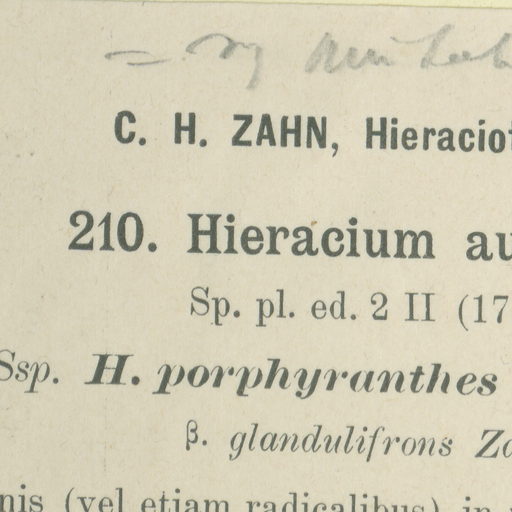 C. H. ZAHN, Hieraciot
210. Hieracium au
Sp. pl. ed. 2 II (17
Ssp. H. porphyranthes
β. glandulifrons Za
nis (vel etiam radicalibus) in